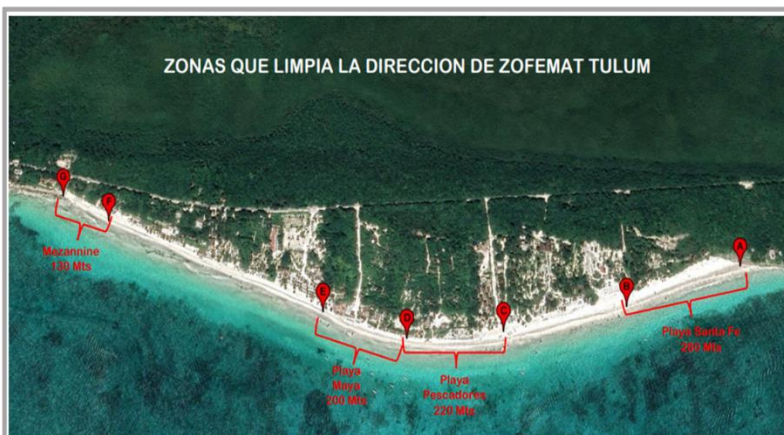 ZONAS QUE LIMPIA LA DIRECCION DE ZOFEMAT TULUM
G
F
Mezannine
130 Mts
A
E
B
D
C
Playa Santa Fe
280 Mts
Playa
Maya
200 Mts
Playa
Pescadores
220 Mts